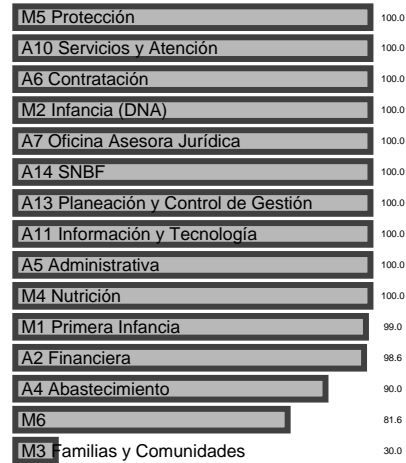 M5 Protección 100.0
A10 Servicios y Atención 100.0
A6 Contratación 100.0
M2 Infancia (DNA) 100.0
A7 Oficina Asesora Jurídica 100.0
A14 SNBF 100.0
A13 Planeación y Control de Gestión 100.0
A11 Información y Tecnología 100.0
A5 Administrativa 100.0
M4 Nutrición 100.0
M1 Primera Infancia 99.0
A2 Financiera 98.6
A4 Abastecimiento 90.0
M6 81.6
M3 Familias y Comunidades 30.0